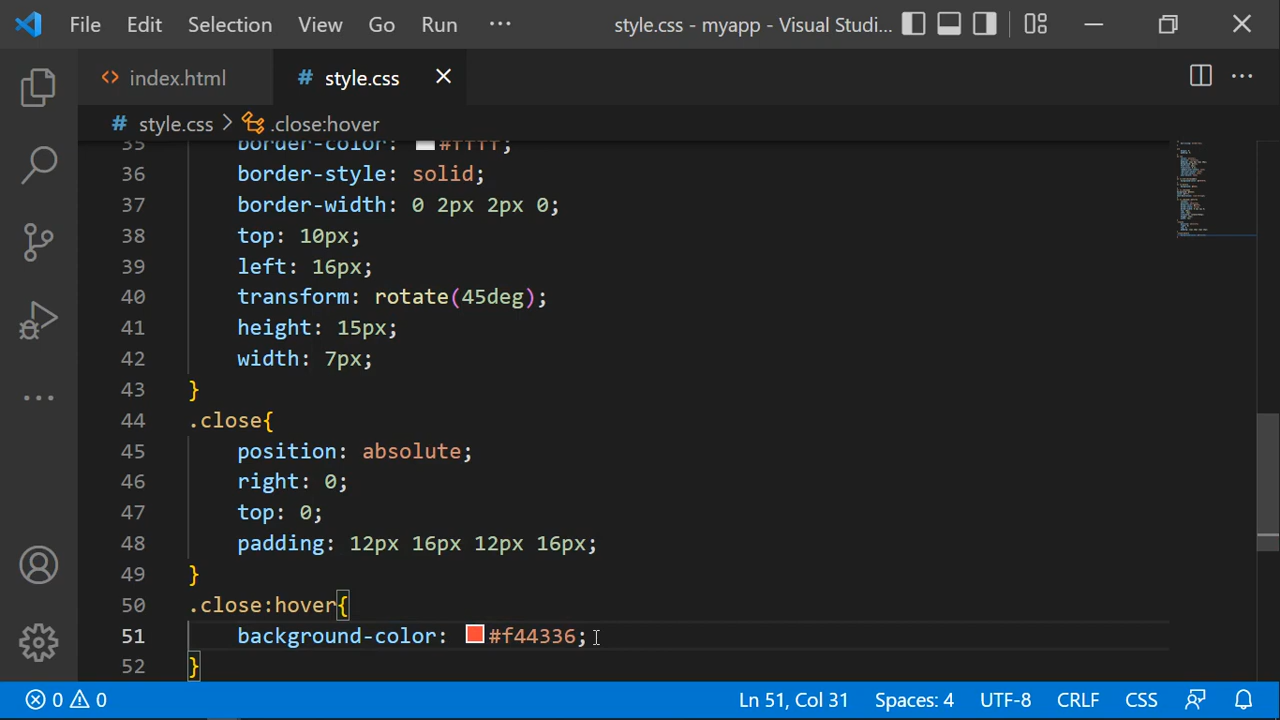 File Edit Selection View Go Run ··· style.css - myapp - Visual Studi...
index.html # style.css
# style.css > .close:hover
35 border-color: #ffff;
36 border-style: solid;
37 border-width: 0 2px 2px 0;
38 top: 10px;
39 left: 16px;
40 transform: rotate(45deg);
41 height: 15px;
42 width: 7px;
43 }
44 .close{
45 position: absolute;
46 right: 0;
47 top: 0;
48 padding: 12px 16px 12px 16px;
49 }
50 .close:hover{
51 background-color: #f44336;
52 }
0 0 Ln 51, Col 31 Spaces: 4 UTF-8 CRLF CSS